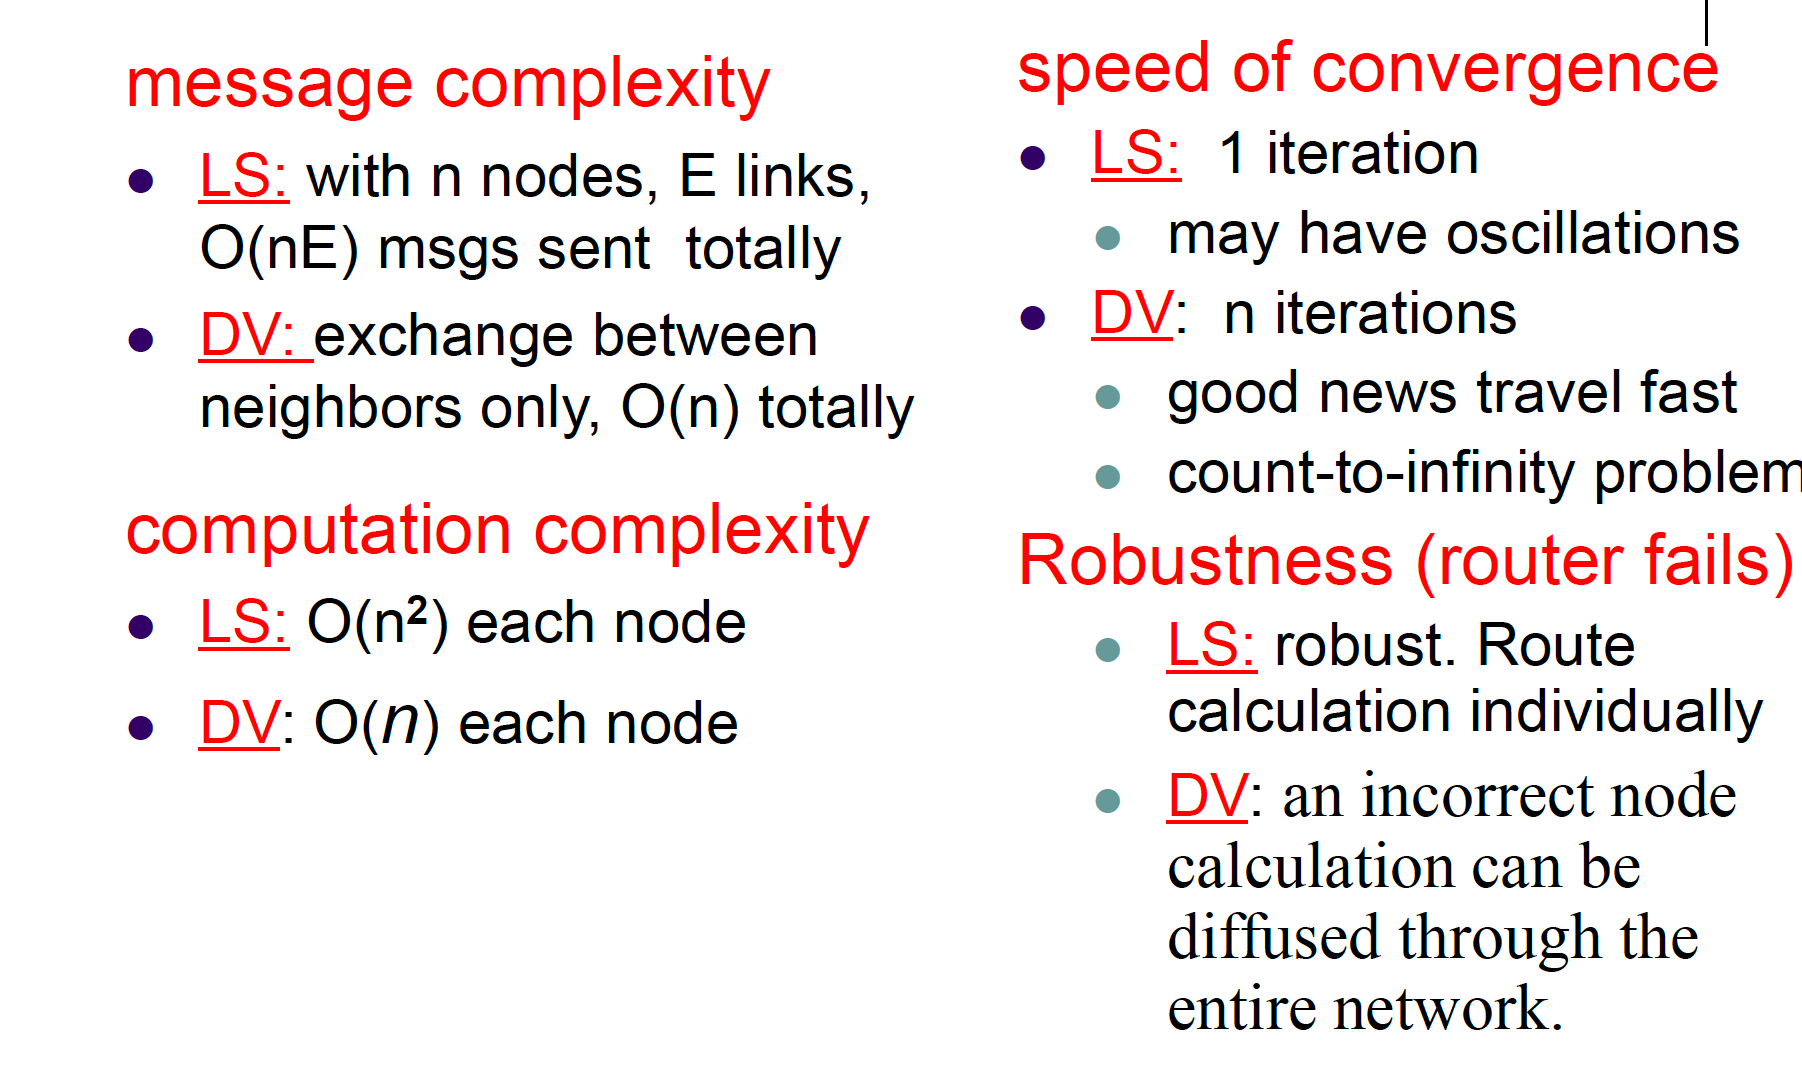 message complexity
LS: with n nodes, E links,
O(nE) msgs sent  totally
DV: exchange between
neighbors only, O(n) totally
computation complexity
LS: O(n²) each node
DV: O(n) each node
speed of convergence
LS:  1 iteration
may have oscillations
DV:  n iterations
good news travel fast
count-to-infinity problem
Robustness (router fails)
LS: robust. Route
calculation individually
DV: an incorrect node
calculation can be
diffused through the
entire network.